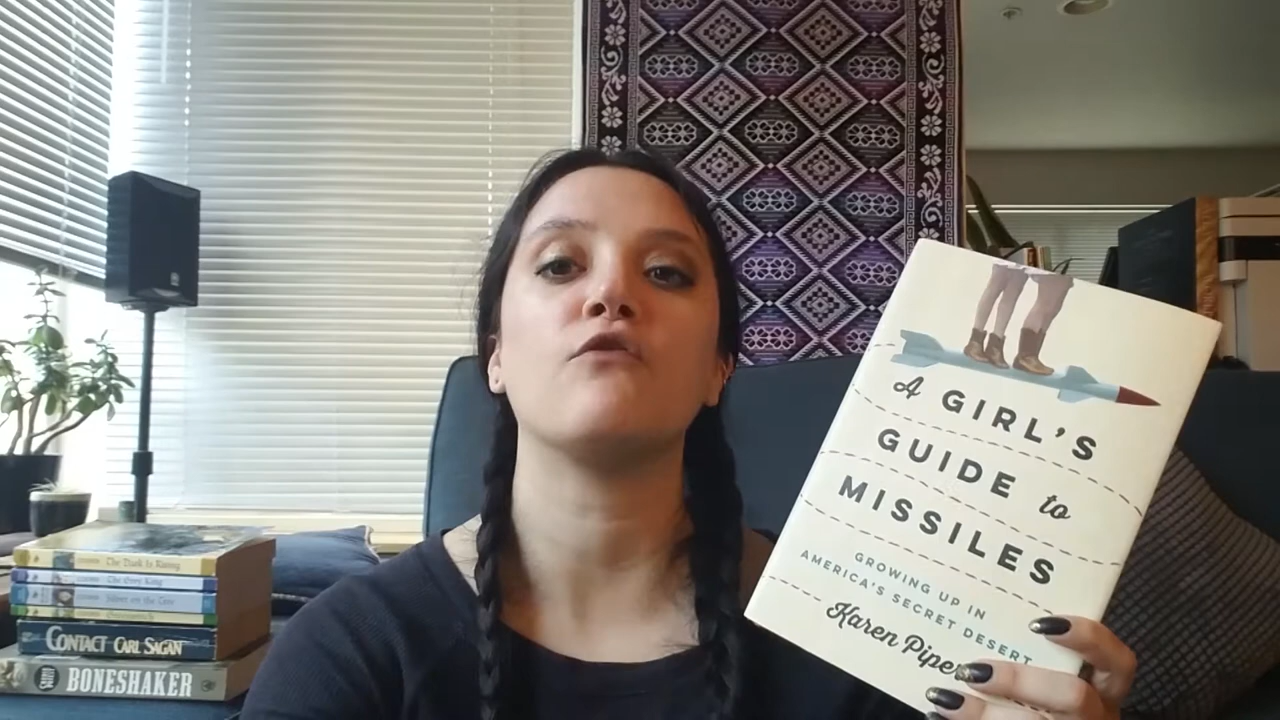 A GIRL'S
GUIDE to
MISSILES
GROWING UP IN
AMERICA'S SECRET DESERT
Karen Piper
The Dark Is Rising
The Grey King
Silver on the Tree
Greenwitch
CONTACT CARL SAGAN
BONESHAKER